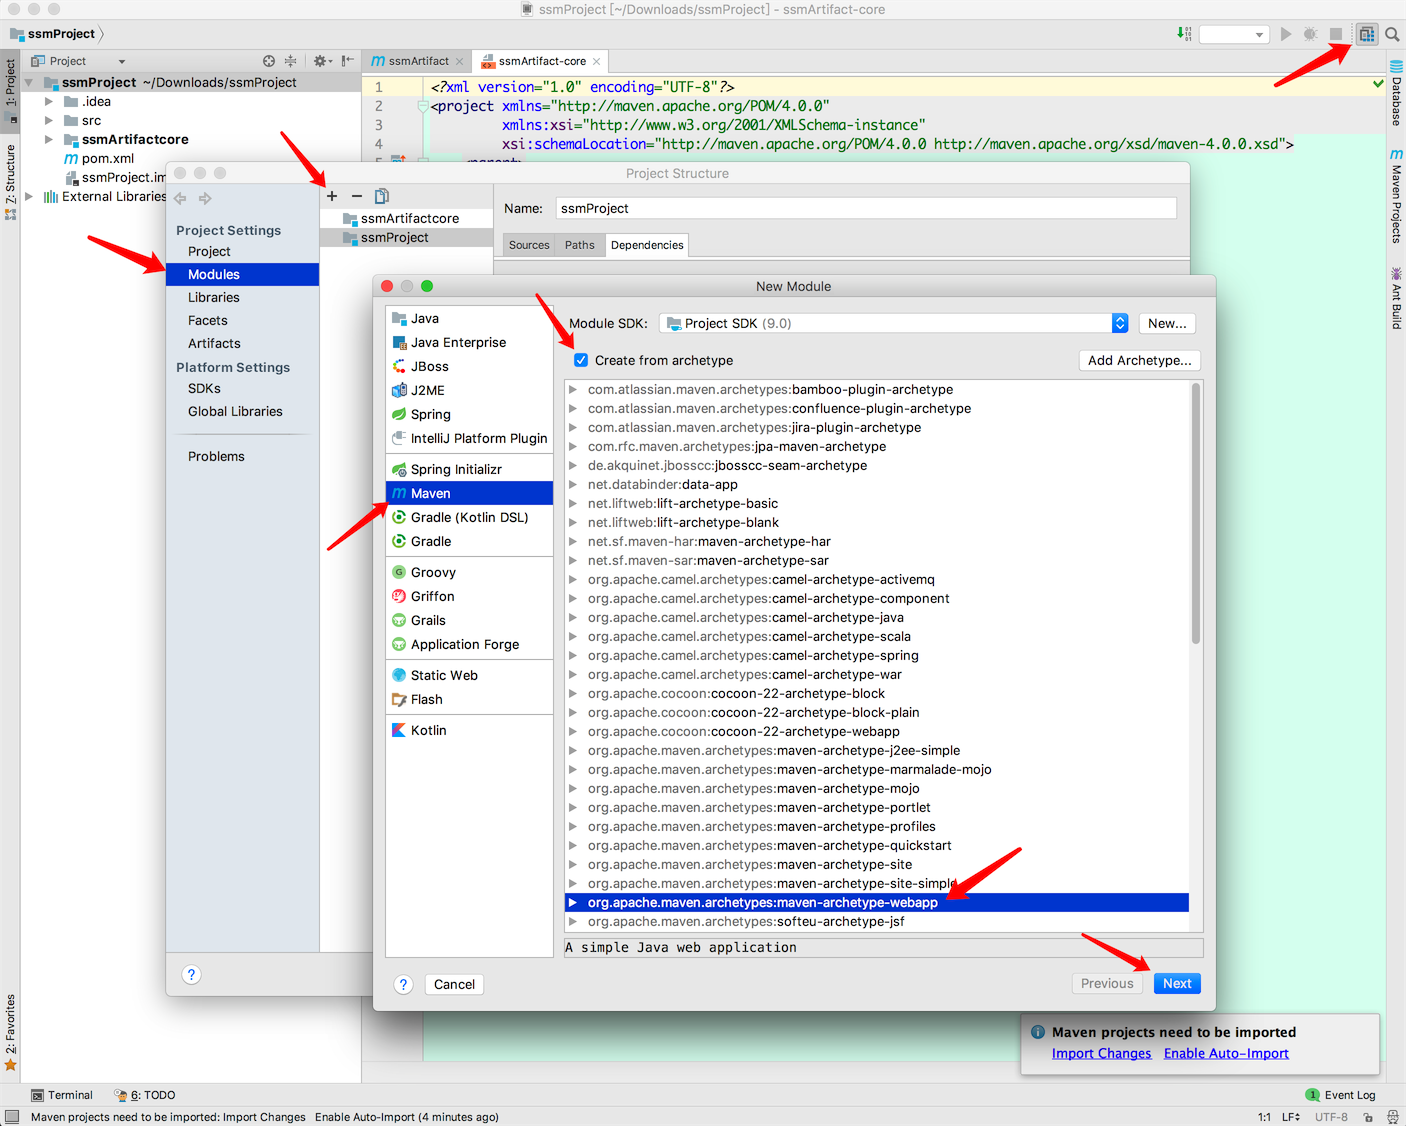 ssmProject [~/Downloads/ssmProject] - ssmArtifact-core
ssmProject
Project
ssmArtifact
ssmArtifact-core
1: Project
Z: Structure
2: Favorites
ssmProject ~/Downloads/ssmProject
.idea
src
ssmArtifactcore
pom.xml
ssmProject.im
External Libraries
1 <?xml version="1.0" encoding="UTF-8"?>
2 <project xmlns="http://maven.apache.org/POM/4.0.0"
3 xmlns:xsi="http://www.w3.org/2001/XMLSchema-instance"
4 xsi:schemaLocation="http://maven.apache.org/POM/4.0.0 http://maven.apache.org/xsd/maven-4.0.0.xsd">
5 <parent>
Database
Maven Projects
Ant Build
Project Structure
Project Settings
Project
Modules
Libraries
Facets
Artifacts
Platform Settings
SDKs
Global Libraries
Problems
ssmArtifactcore
ssmProject
Name: ssmProject
Sources Paths Dependencies
New Module
Java
Java Enterprise
JBoss
J2ME
Spring
IntelliJ Platform Plugin
Spring Initializr
Maven
Gradle (Kotlin DSL)
Gradle
Groovy
Griffon
Grails
Application Forge
Static Web
Flash
Kotlin
Module SDK: Project SDK (9.0) New...
Create from archetype Add Archetype...
com.atlassian.maven.archetypes:bamboo-plugin-archetype
com.atlassian.maven.archetypes:confluence-plugin-archetype
com.atlassian.maven.archetypes:jira-plugin-archetype
com.rfc.maven.archetypes:jpa-maven-archetype
de.akquinet.jbosscc:jbosscc-seam-archetype
net.databinder:data-app
net.liftweb:lift-archetype-basic
net.liftweb:lift-archetype-blank
net.sf.maven-har:maven-archetype-har
net.sf.maven-sar:maven-archetype-sar
org.apache.camel.archetypes:camel-archetype-activemq
org.apache.camel.archetypes:camel-archetype-component
org.apache.camel.archetypes:camel-archetype-java
org.apache.camel.archetypes:camel-archetype-scala
org.apache.camel.archetypes:camel-archetype-spring
org.apache.camel.archetypes:camel-archetype-war
org.apache.cocoon:cocoon-22-archetype-block
org.apache.cocoon:cocoon-22-archetype-block-plain
org.apache.cocoon:cocoon-22-archetype-webapp
org.apache.maven.archetypes:maven-archetype-j2ee-simple
org.apache.maven.archetypes:maven-archetype-marmalade-mojo
org.apache.maven.archetypes:maven-archetype-mojo
org.apache.maven.archetypes:maven-archetype-portlet
org.apache.maven.archetypes:maven-archetype-profiles
org.apache.maven.archetypes:maven-archetype-quickstart
org.apache.maven.archetypes:maven-archetype-site
org.apache.maven.archetypes:maven-archetype-site-simple
org.apache.maven.archetypes:maven-archetype-webapp
org.apache.maven.archetypes:softeu-archetype-jsf
A simple Java web application
? ? Cancel Previous Next
Maven projects need to be imported
Import Changes Enable Auto-Import
Terminal 6: TODO 1 Event Log
Maven projects need to be imported: Import Changes Enable Auto-Import (4 minutes ago) 1:1 LF UTF-8